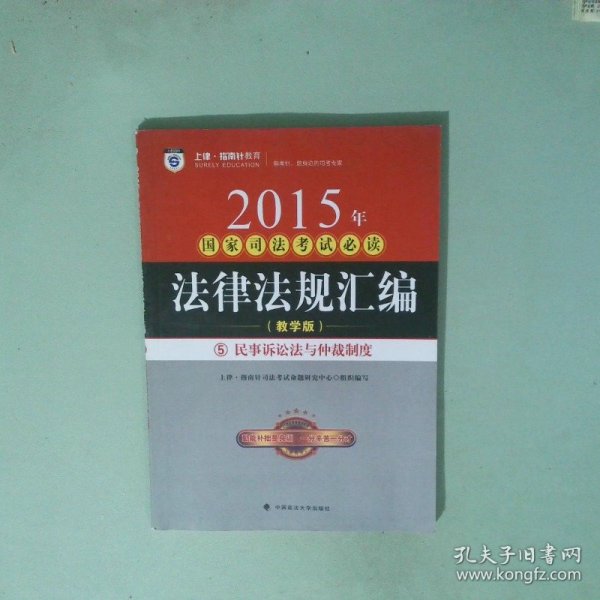 上律·指南针教育
SURELY EDUCATION
2015年
国家司法考试必读
法律法规汇编
(教学版)
⑤ 民事诉讼法与仲裁制度
上律·指南针司法考试命题研究中心◎组织编写
中国政法大学出版社
孔夫子旧书网
www.kongfz.com